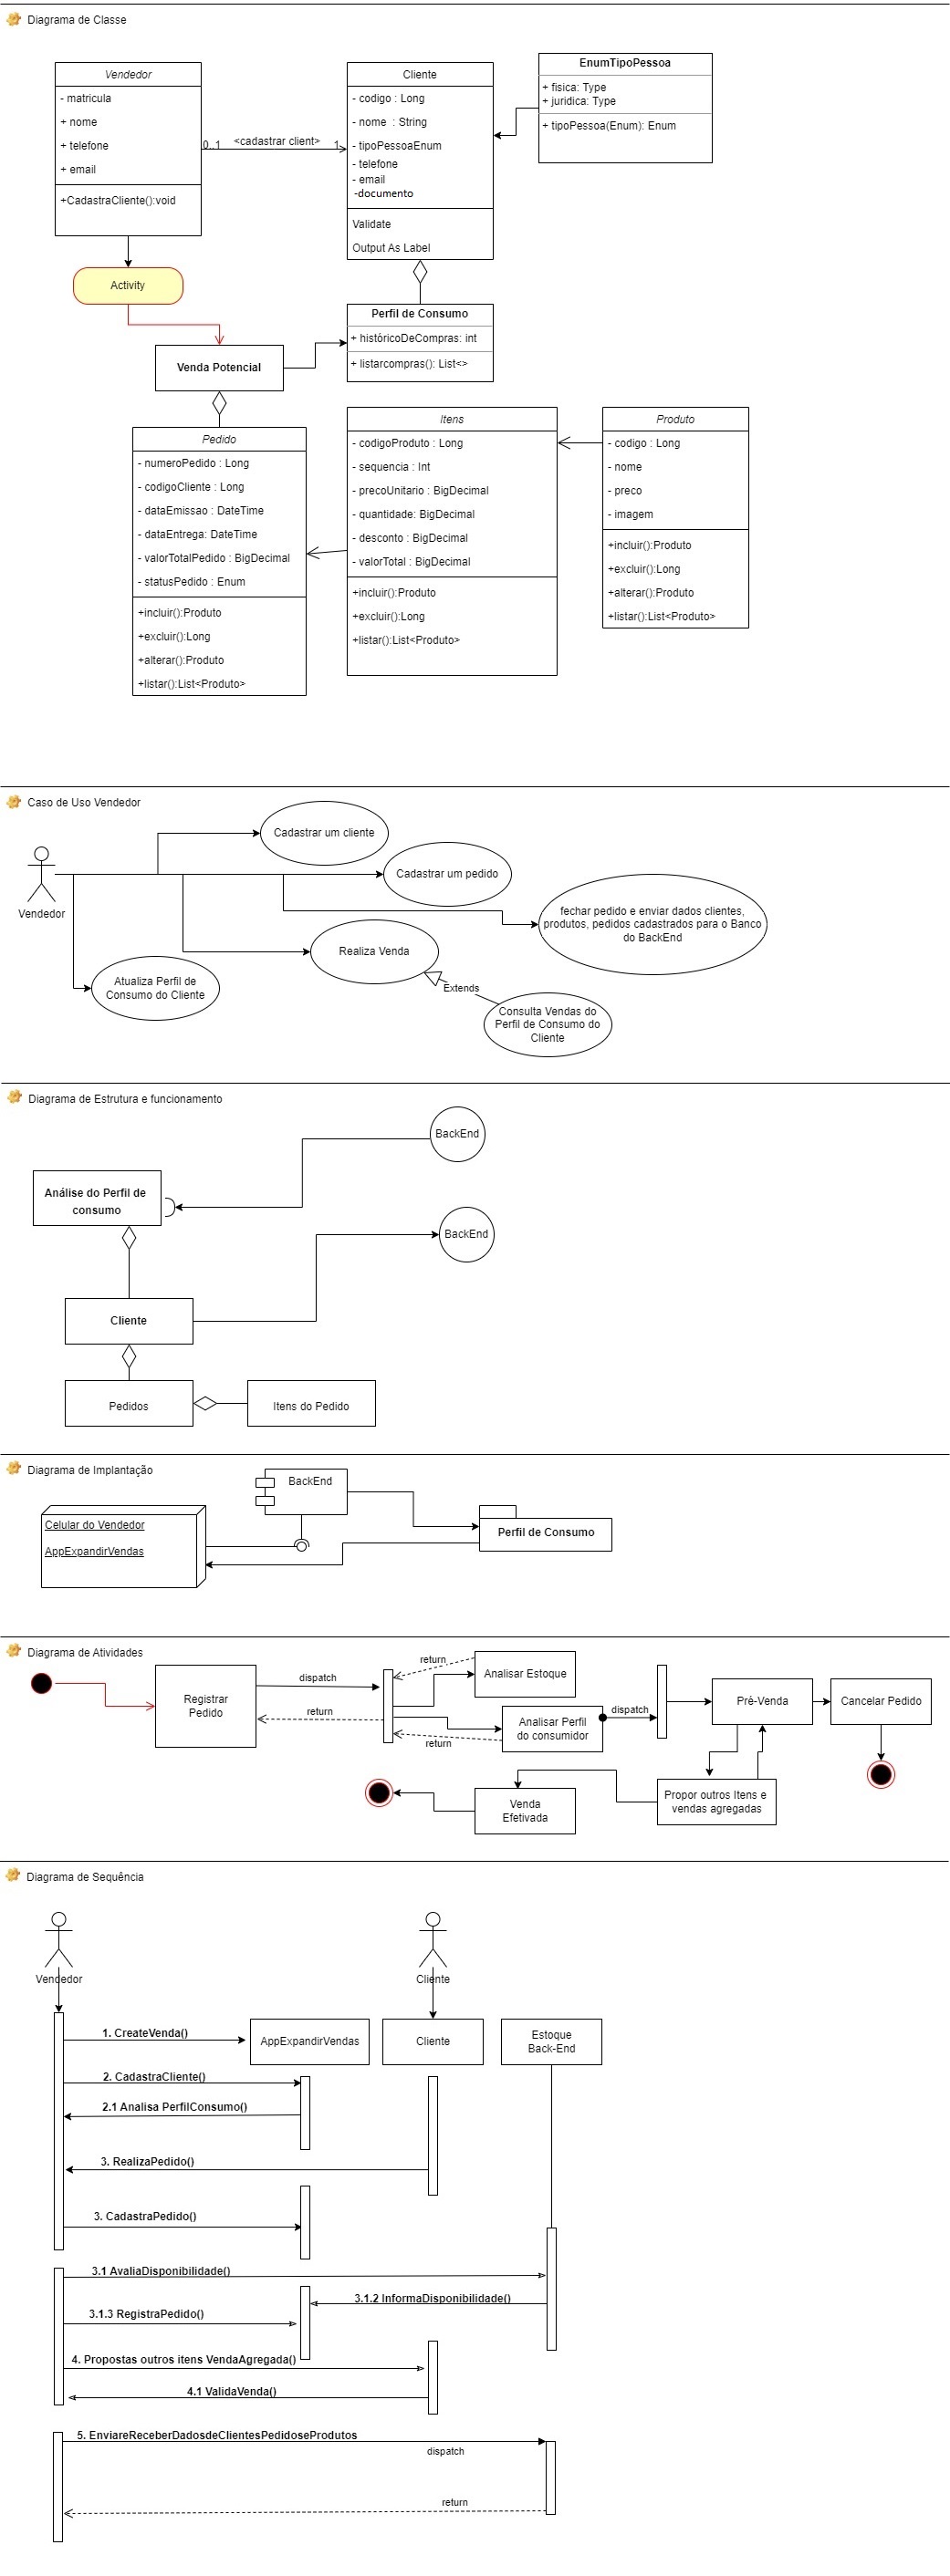 Diagrama de Classe
Vendedor
- matricula
+ nome
+ telefone
+ email
+CadastraCliente():void
0..1
<cadastrar client>
1
Cliente
- codigo : Long
- nome : String
- tipoPessoaEnum
- telefone
- email
-documento
Validate
Output As Label
EnumTipoPessoa
+ fisica: Type
+ juridica: Type
+ tipoPessoa(Enum): Enum
Activity
Venda Potencial
Perfil de Consumo
+ históricoDeCompras: int
+ listarcompras(): List<>
Pedido
- numeroPedido : Long
- codigoCliente : Long
- dataEmissao : DateTime
- dataEntrega: DateTime
- valorTotalPedido : BigDecimal
- statusPedido : Enum
+incluir():Produto
+excluir():Long
+alterar():Produto
+listar():List<Produto>
Itens
- codigoProduto : Long
- sequencia : Int
- precoUnitario : BigDecimal
- quantidade: BigDecimal
- desconto : BigDecimal
- valorTotal : BigDecimal
+incluir():Produto
+excluir():Long
+listar():List<Produto>
Produto
- codigo : Long
- nome
- preco
- imagem
+incluir():Produto
+excluir():Long
+alterar():Produto
+listar():List<Produto>
Caso de Uso Vendedor
Vendedor
Cadastrar um cliente
Cadastrar um pedido
fechar pedido e enviar dados clientes,
produtos, pedidos cadastrados para o Banco
do BackEnd
Realiza Venda
Atualiza Perfil de
Consumo do Cliente
Extends
Consulta Vendas do
Perfil de Consumo do
Cliente
Diagrama de Estrutura e funcionamento
BackEnd
Análise do Perfil de
consumo
BackEnd
Cliente
Pedidos
Itens do Pedido
Diagrama de Implantação
BackEnd
Celular do Vendedor
AppExpandirVendas
Perfil de Consumo
Diagrama de Atividades
Registrar
Pedido
dispatch
return
return
return
Analisar Estoque
Analisar Perfil
do consumidor
dispatch
Pré-Venda
Cancelar Pedido
Venda
Efetivada
Propor outros Itens e
vendas agregadas
Diagrama de Sequência
Vendedor
Cliente
1. CreateVenda()
AppExpandirVendas
Cliente
Estoque
Back-End
2. CadastraCliente()
2.1 Analisa PerfilConsumo()
3. RealizaPedido()
3. CadastraPedido()
3.1 AvaliaDisponibilidade()
3.1.2 InformaDisponibilidade()
3.1.3 RegistraPedido()
4. Propostas outros itens VendaAgregada()
4.1 ValidaVenda()
5. EnviareReceberDadosdeClientesPedidoseProdutos
dispatch
return